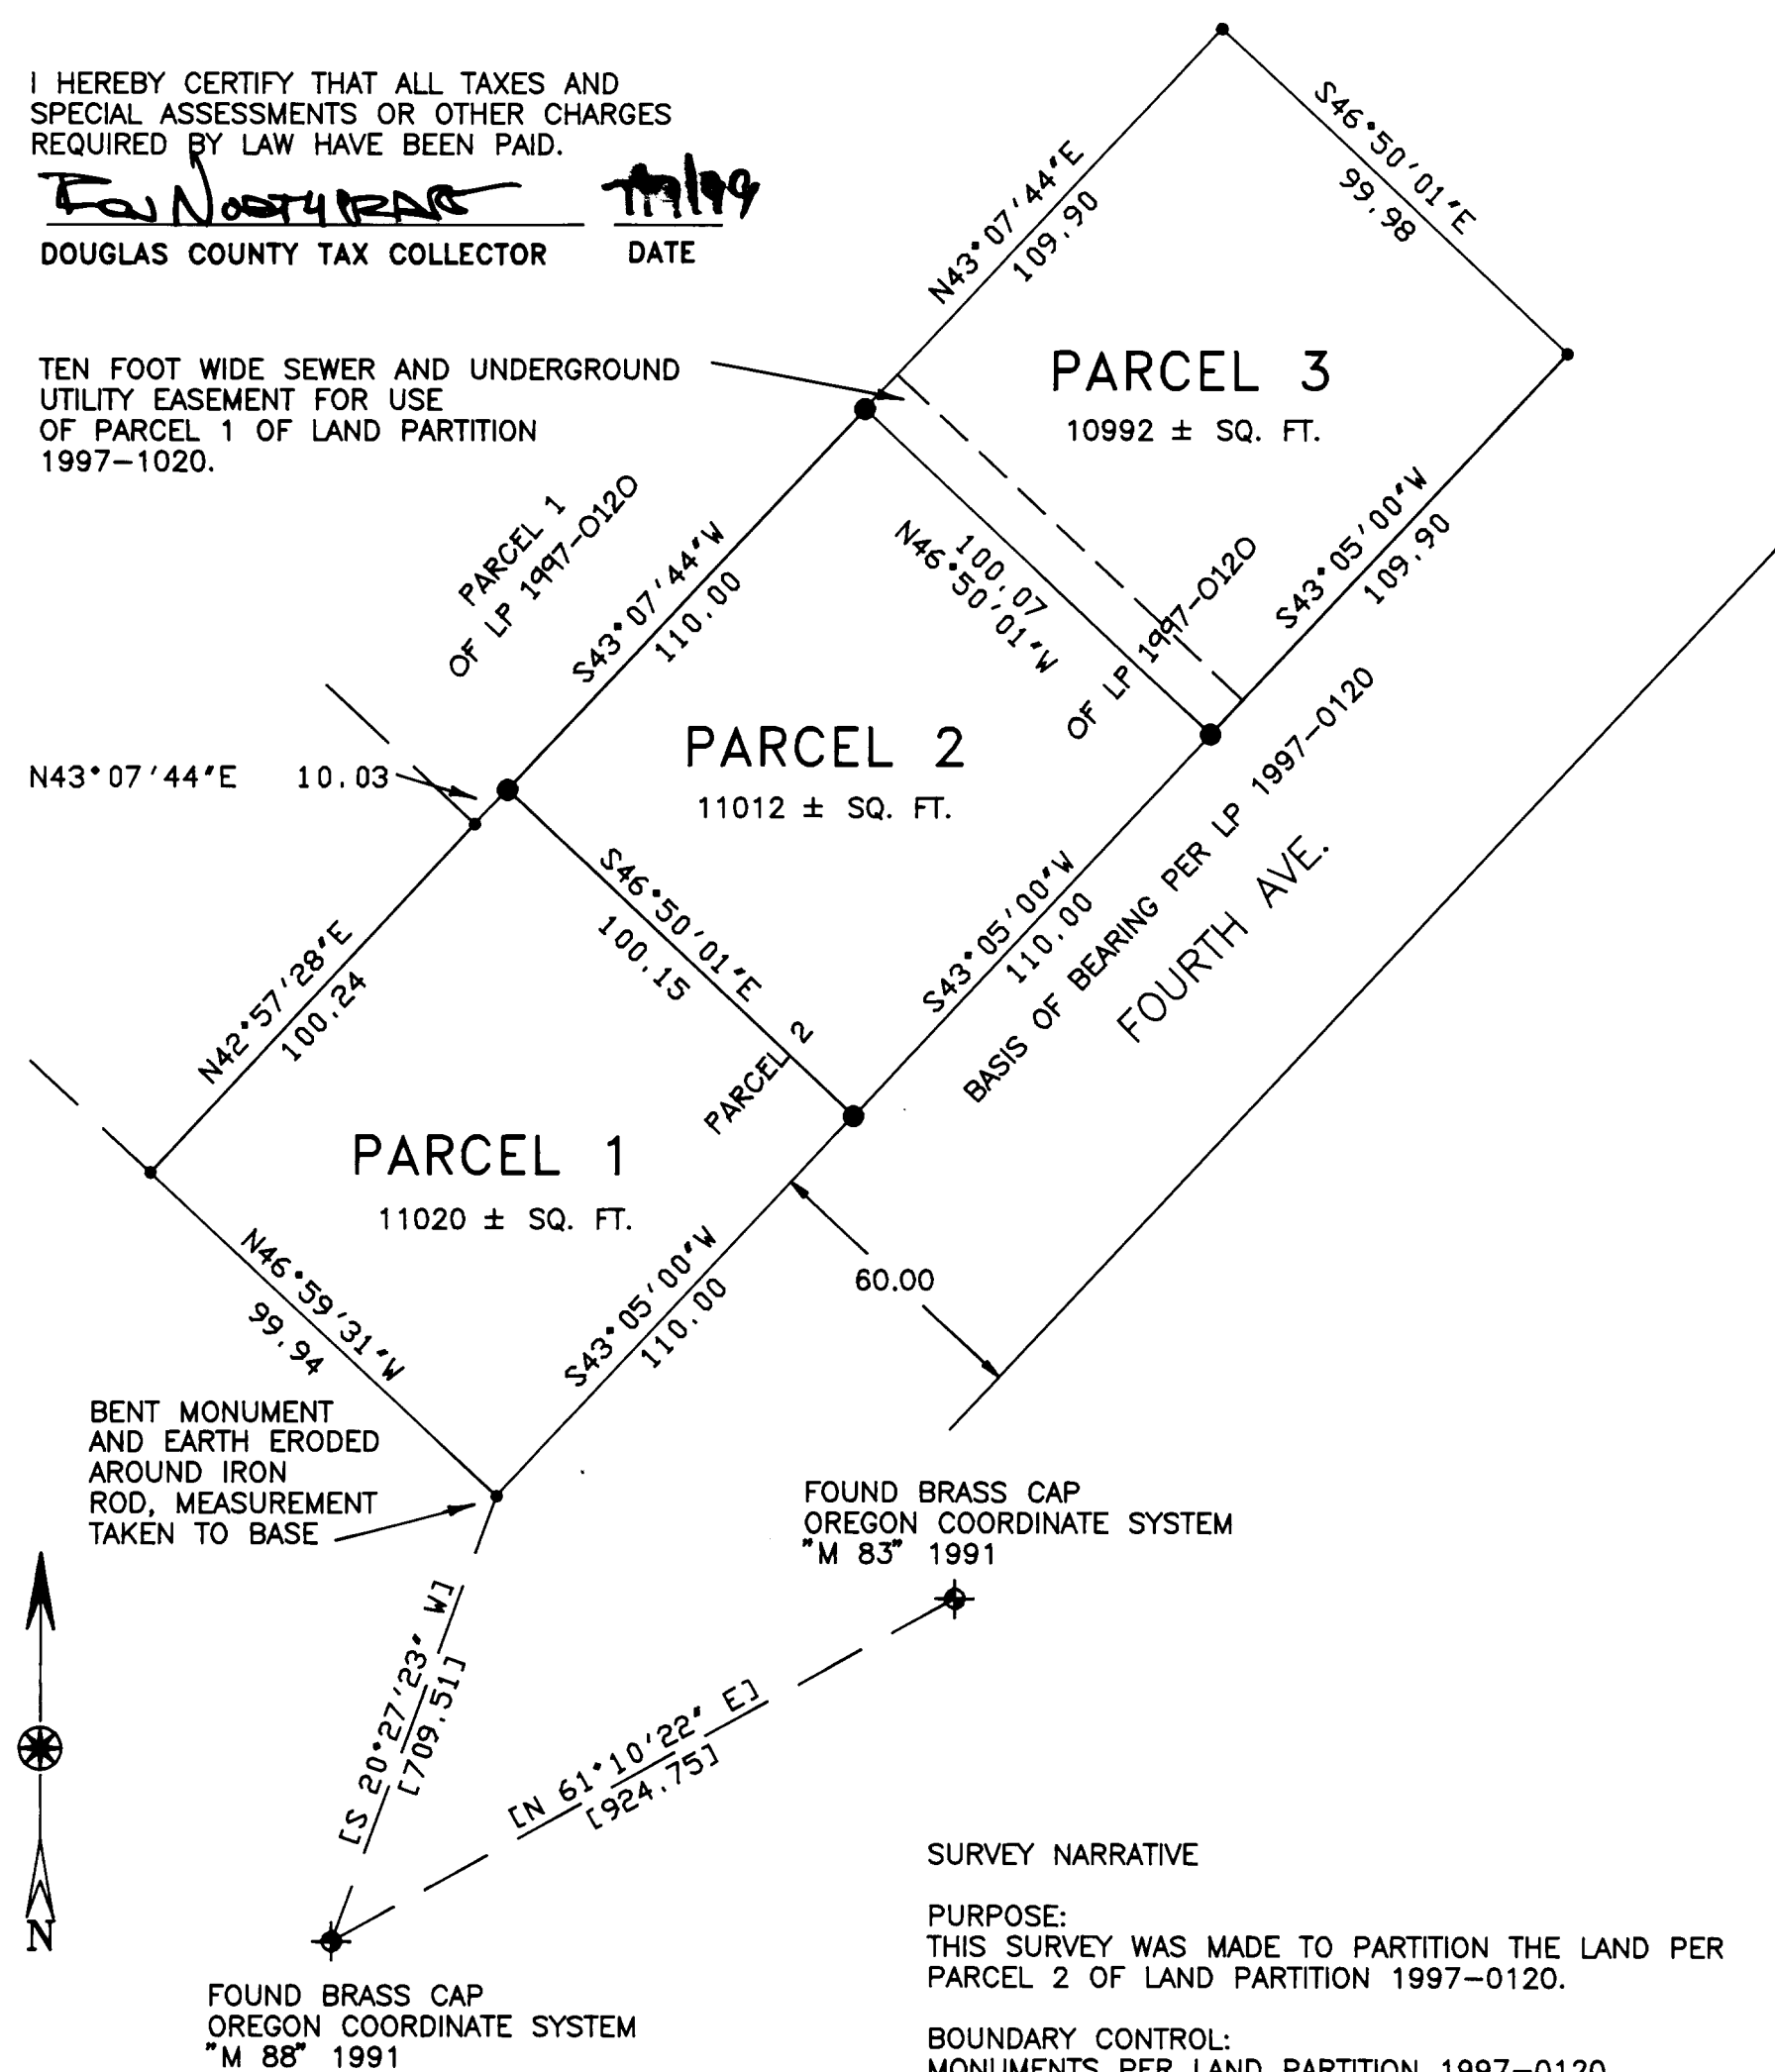 I HEREBY CERTIFY THAT ALL TAXES AND
SPECIAL ASSESSMENTS OR OTHER CHARGES
REQUIRED BY LAW HAVE BEEN PAID.
DOUGLAS COUNTY TAX COLLECTOR DATE
TEN FOOT WIDE SEWER AND UNDERGROUND
UTILITY EASEMENT FOR USE
OF PARCEL 1 OF LAND PARTITION
1997-1020.
S46°50'01"E
99.98
N43°07'44"E
109.90
PARCEL 3
10992 ± SQ. FT.
S43°05'00"W
109.90
N46°50'01"W
100.07
PARCEL 1
OF LP 1997-0120
S43°07'44"W
110.00
PARCEL 2
11012 ± SQ. FT.
N43°07'44"E 10.03
S46°50'01"E
100.15
S43°05'00"W
110.00
PARCEL 2
OF LP 1997-0120
BASIS OF BEARING PER LP 1997-0120
FOURTH AVE.
N42°57'28"E
100.24
PARCEL 1
11020 ± SQ. FT.
N46°59'31"W
99.94
S43°05'00"W
110.00
60.00
BENT MONUMENT
AND EARTH ERODED
AROUND IRON
ROD, MEASUREMENT
TAKEN TO BASE
FOUND BRASS CAP
OREGON COORDINATE SYSTEM
"M 83" 1991
[S 20°27'23" W]
[709.51]
[N 61°10'22" E]
[924.75]
N
FOUND BRASS CAP
OREGON COORDINATE SYSTEM
"M 88" 1991
SURVEY NARRATIVE
PURPOSE:
THIS SURVEY WAS MADE TO PARTITION THE LAND PER
PARCEL 2 OF LAND PARTITION 1997-0120.
BOUNDARY CONTROL:
MONUMENTS PER LAND PARTITION 1997-0120